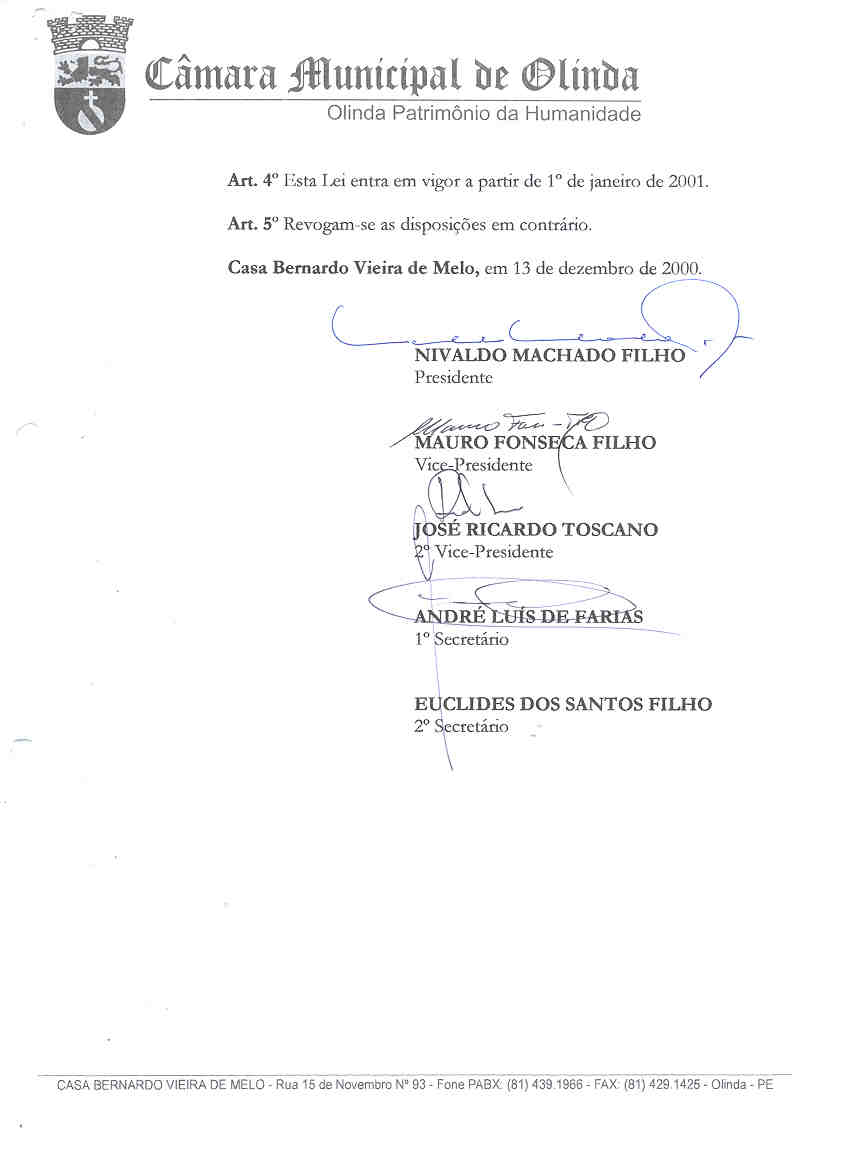 Câmara Municipal de Olinda
Olinda Patrimônio da Humanidade
Art. 4º Esta Lei entra em vigor a partir de 1º de janeiro de 2001.
Art. 5º Revogam-se as disposições em contrário.
Casa Bernardo Vieira de Melo, em 13 de dezembro de 2000.
NIVALDO MACHADO FILHO
Presidente
MAURO FONSECA FILHO
Vice-Presidente
JOSÉ RICARDO TOSCANO
2º Vice-Presidente
ANDRÉ LUÍS DE FARIAS
1º Secretário
EUCLIDES DOS SANTOS FILHO
2º Secretário
CASA BERNARDO VIEIRA DE MELO - Rua 15 de Novembro Nº 93 - Fone PABX: (81) 439.1966 - FAX: (81) 429.1425 - Olinda - PE